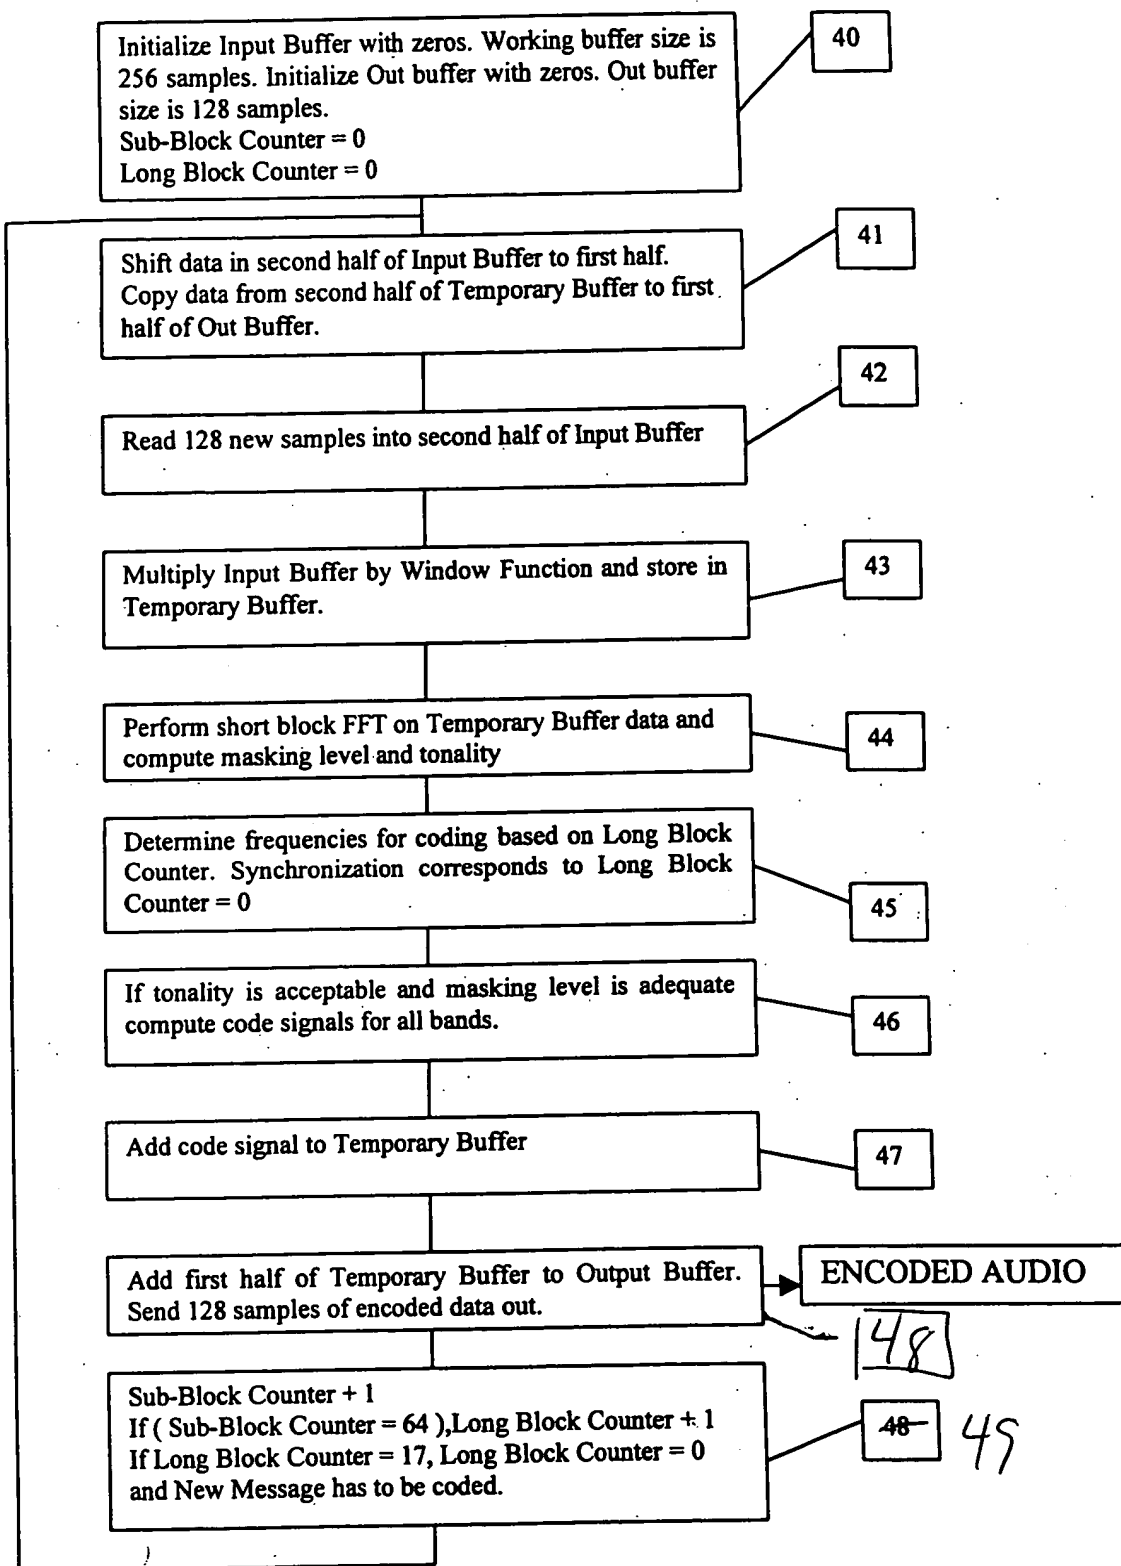 Initialize Input Buffer with zeros. Working buffer size is
256 samples. Initialize Out buffer with zeros. Out buffer
size is 128 samples.
Sub-Block Counter = 0
Long Block Counter = 0
40
Shift data in second half of Input Buffer to first half.
Copy data from second half of Temporary Buffer to first
half of Out Buffer.
41
Read 128 new samples into second half of Input Buffer
42
Multiply Input Buffer by Window Function and store in
Temporary Buffer.
43
Perform short block FFT on Temporary Buffer data and
compute masking level and tonality
44
Determine frequencies for coding based on Long Block
Counter. Synchronization corresponds to Long Block
Counter = 0
45
If tonality is acceptable and masking level is adequate
compute code signals for all bands.
46
Add code signal to Temporary Buffer
47
Add first half of Temporary Buffer to Output Buffer.
Send 128 samples of encoded data out.
ENCODED AUDIO
48
Sub-Block Counter + 1
If ( Sub-Block Counter = 64 ),Long Block Counter + 1
If Long Block Counter = 17, Long Block Counter = 0
and New Message has to be coded.
48 49